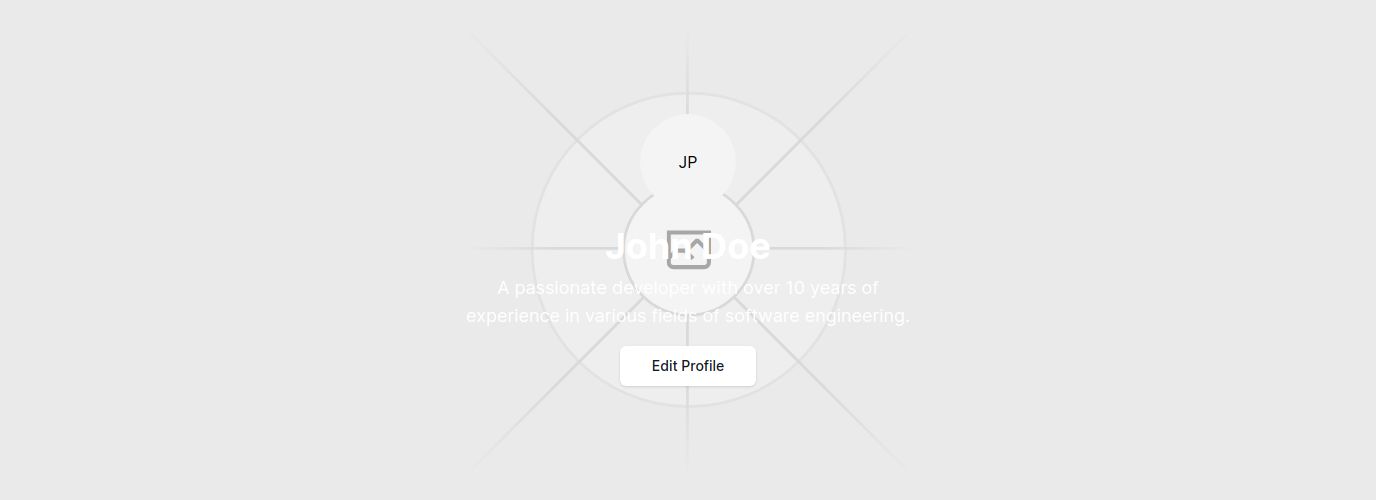 JP
John Doe
A passionate developer with over 10 years of
experience in various fields of software engineering.
Edit Profile